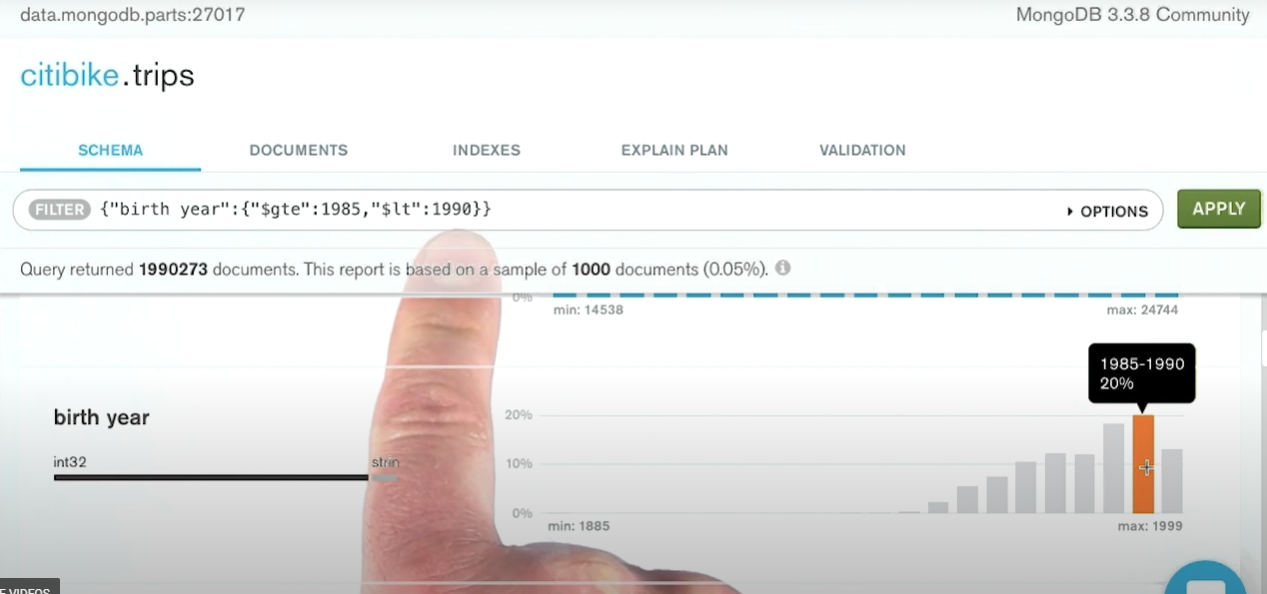 data.mongodb.parts:27017 MongoDB 3.3.8 Community
citibike.trips
SCHEMA DOCUMENTS INDEXES EXPLAIN PLAN VALIDATION
FILTER {"birth year":{"$gte":1985,"$lt":1990}} OPTIONS APPLY
Query returned 1990273 documents. This report is based on a sample of 1000 documents (0.05%).
0%
min: 14538 max: 24744
1985-1990
20%
birth year
20%
int32 strin
10%
0%
min: 1885 max: 1999
VIDEOS